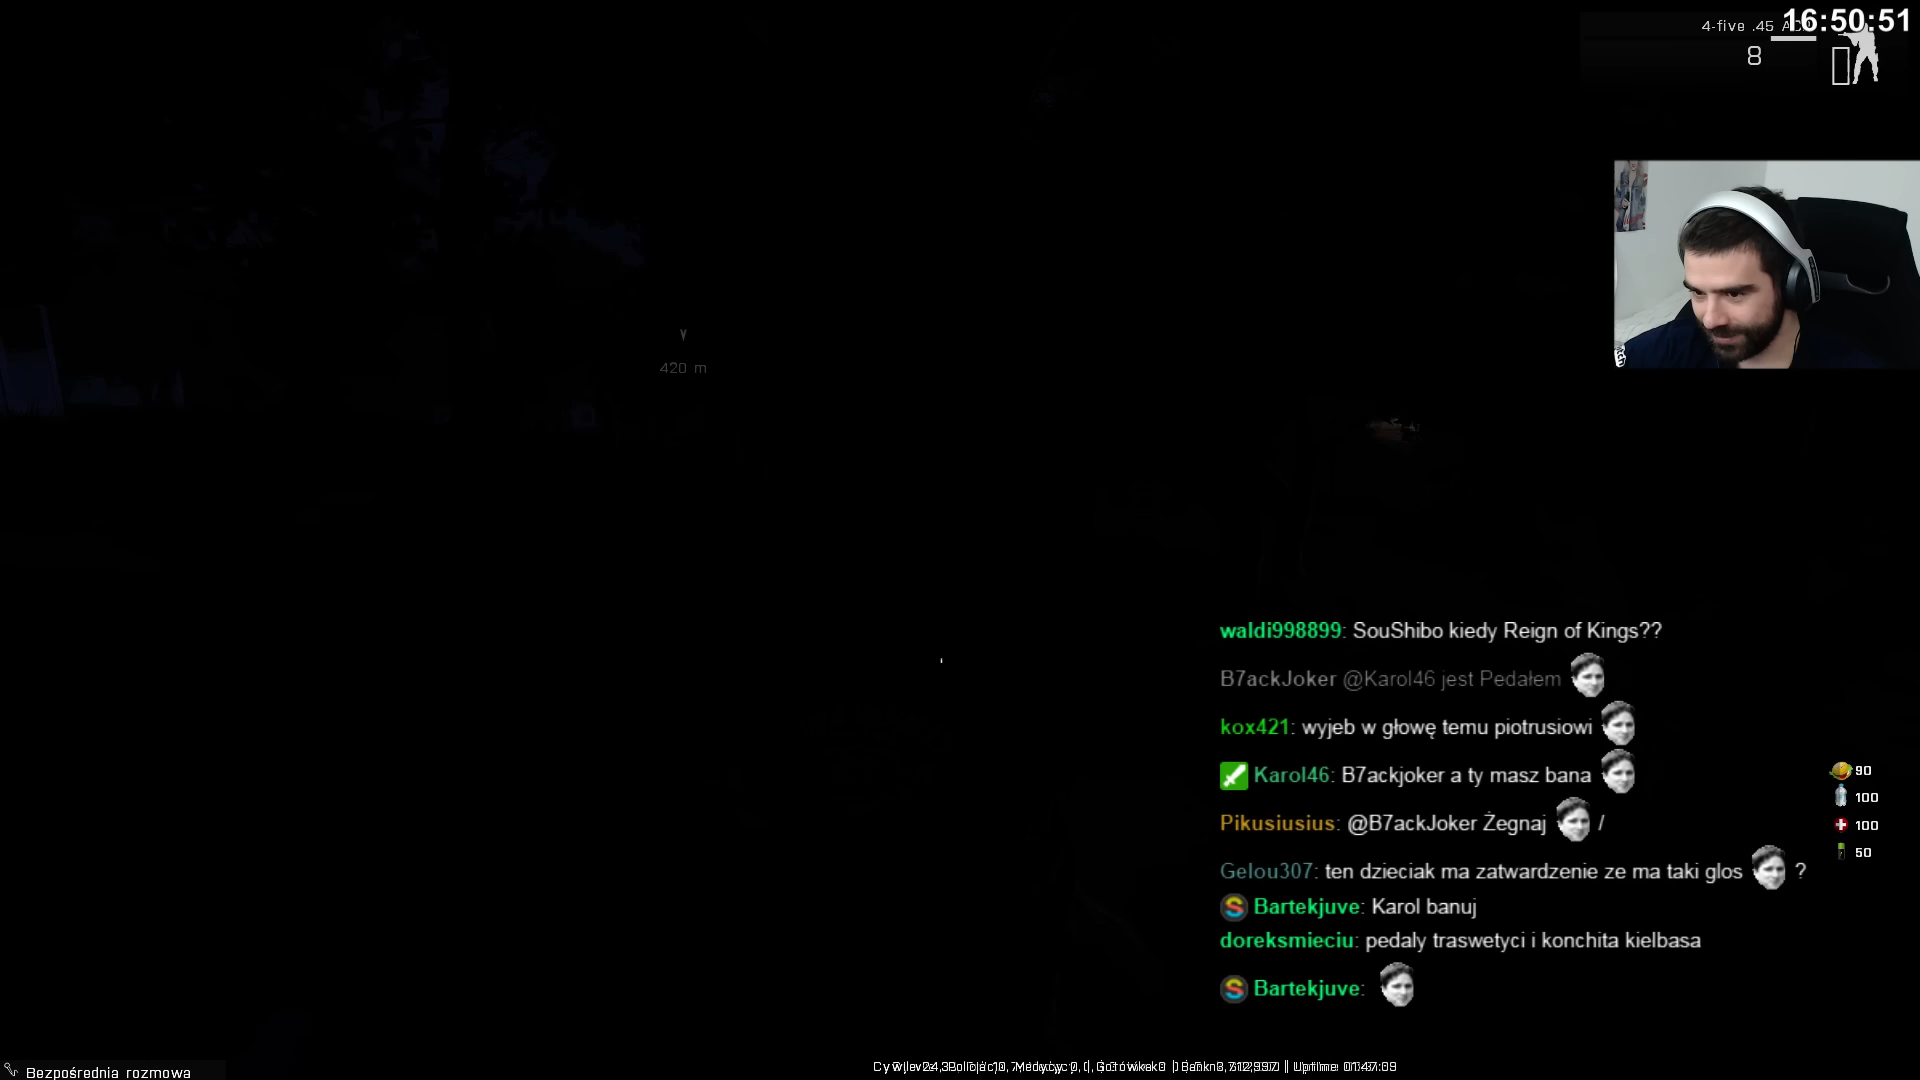 16:50:51
4-five .45
8
420 m
waldi998899: SouShibo kiedy Reign of Kings??
B7ackJoker @Karol46 jest Pedałem
kox421: wyjeb w głowę temu piotrusiowi
Karol46: B7ackjoker a ty masz bana
Pikusiusius: @B7ackJoker Żegnaj /
Gelou307: ten dzieciak ma zatwardzenie ze ma taki glos ?
Bartekjuve: Karol banuj
doreksmieciu: pedaly traswetyci i konchita kielbasa
Bartekjuve:
90
100
100
50
Bezpośrednia rozmowa